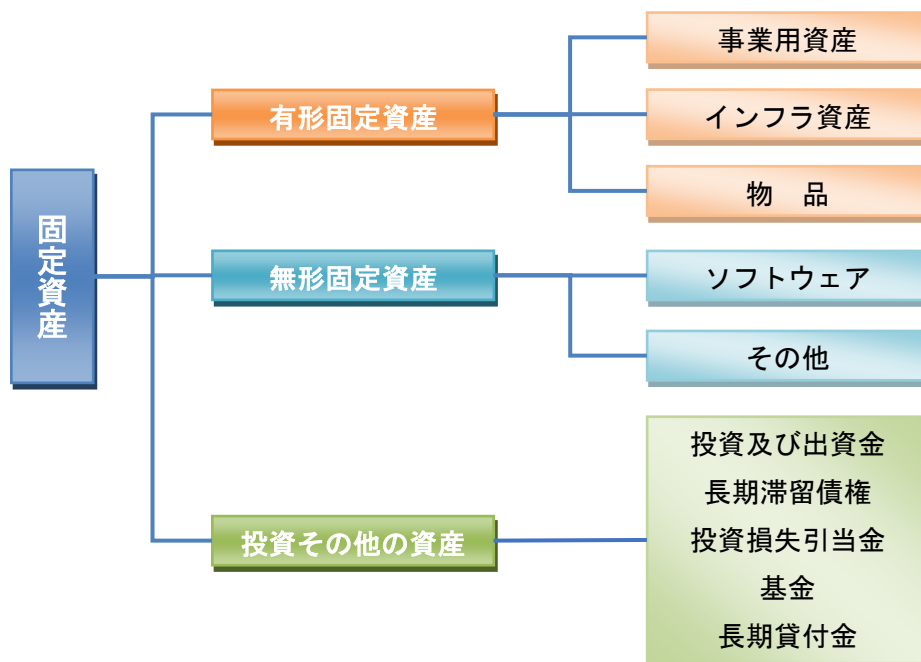 固定資産
有形固定資産
事業用資産
インフラ資産
物　品
無形固定資産
ソフトウェア
その他
投資その他の資産
投資及び出資金
長期滞留債権
投資損失引当金
基金
長期貸付金